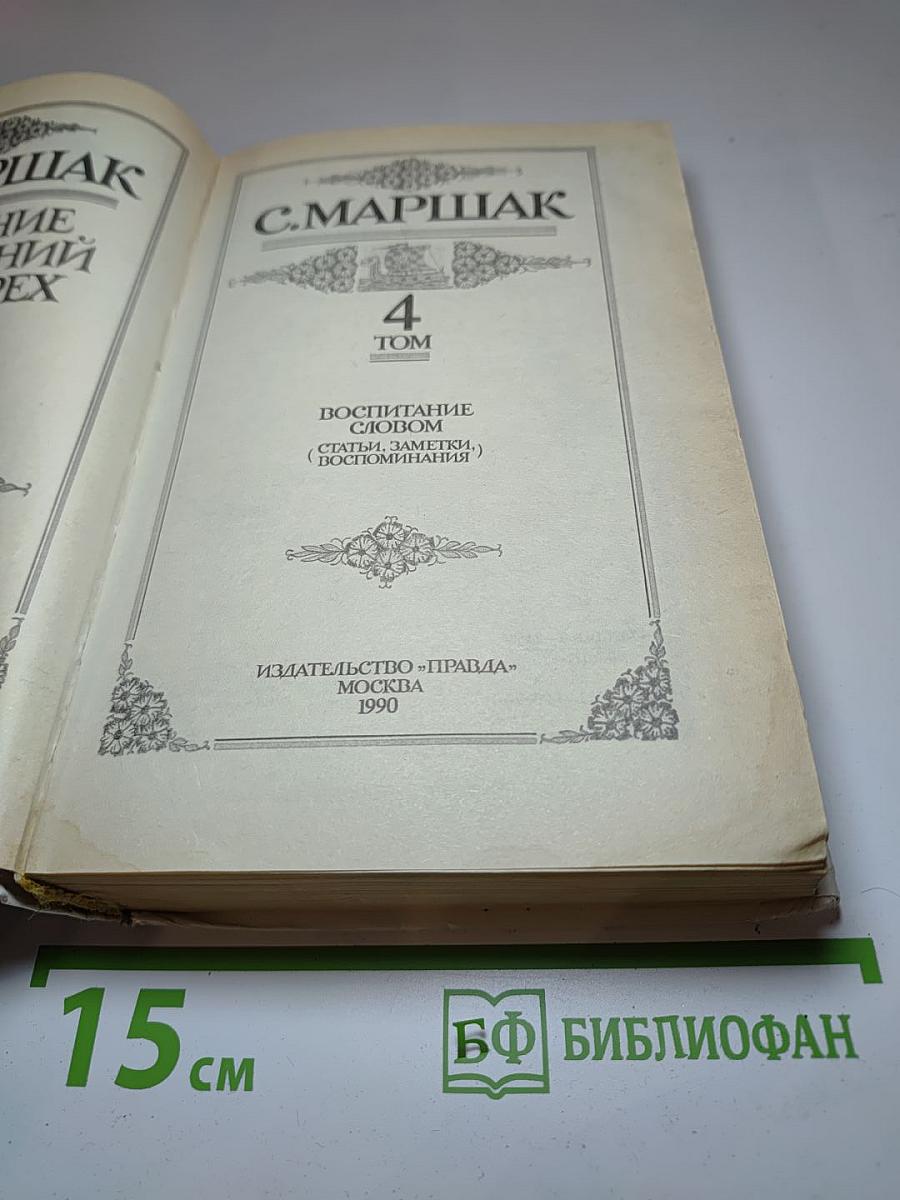 С.МАРШАК
4
ТОМ
ВОСПИТАНИЕ
СЛОВОМ
(СТАТЬИ, ЗАМЕТКИ,
ВОСПОМИНАНИЯ)
ИЗДАТЕЛЬСТВО „ПРАВДА“
МОСКВА
1990
15 см
БФ БИБЛИОФАН